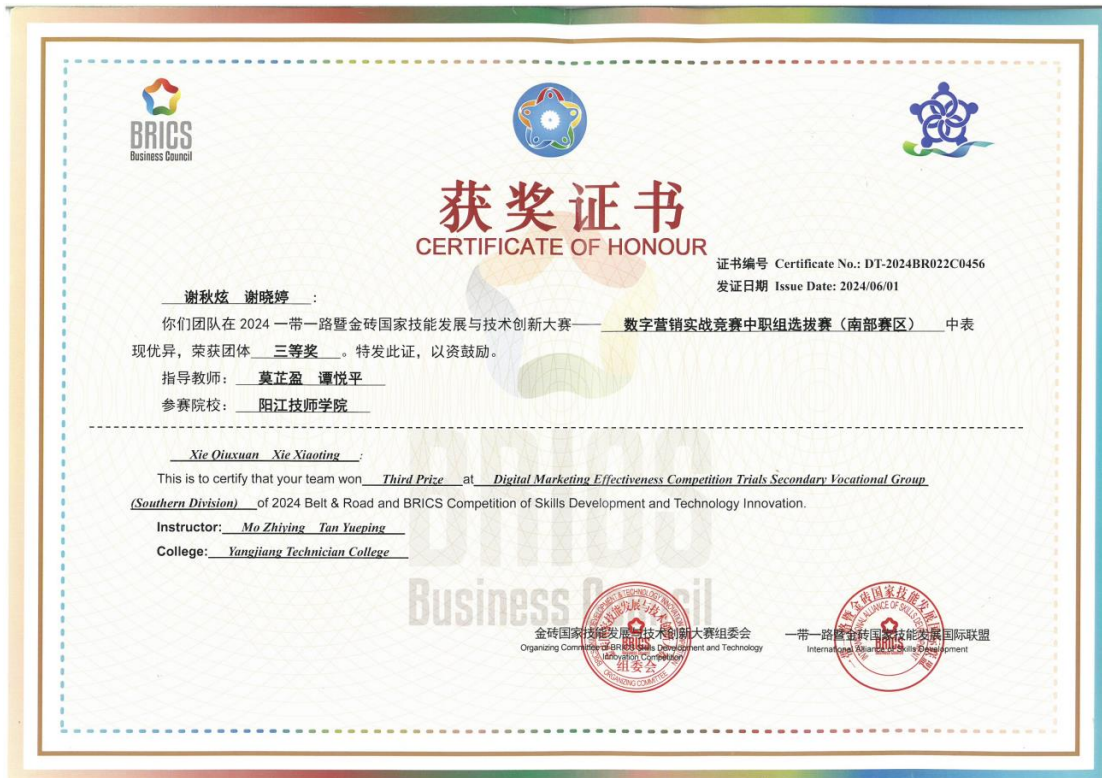 BRICS
Business Council
获奖证书
CERTIFICATE OF HONOUR
证书编号 Certificate No.: DT-2024BR022C0456
发证日期 Issue Date: 2024/06/01
谢秋炫 谢晓婷 :
你们团队在 2024 一带一路暨金砖国家技能发展与技术创新大赛—— 数字营销实战竞赛中职组选拔赛（南部赛区） 中表
现优异，荣获团体 三等奖 。特发此证，以资鼓励。
指导教师： 莫芷盈 谭悦平
参赛院校： 阳江技师学院
Xie Qiuxuan Xie Xiaoting :
This is to certify that your team won Third Prize at Digital Marketing Effectiveness Competition Trials Secondary Vocational Group
(Southern Division) of 2024 Belt & Road and BRICS Competition of Skills Development and Technology Innovation.
Instructor: Mo Zhiying Tan Yueping
College: Yangjiang Technician College
BRICS
Business Council
金砖国家技能发展与技术创新大赛组委会
Organizing Committee of BRICS Skills Development and Technology
Innovation Competition
组委会
ORGANIZING COMMITTEE
一带一路暨金砖国家技能发展国际联盟
International Alliance of Skills Development
BRICS